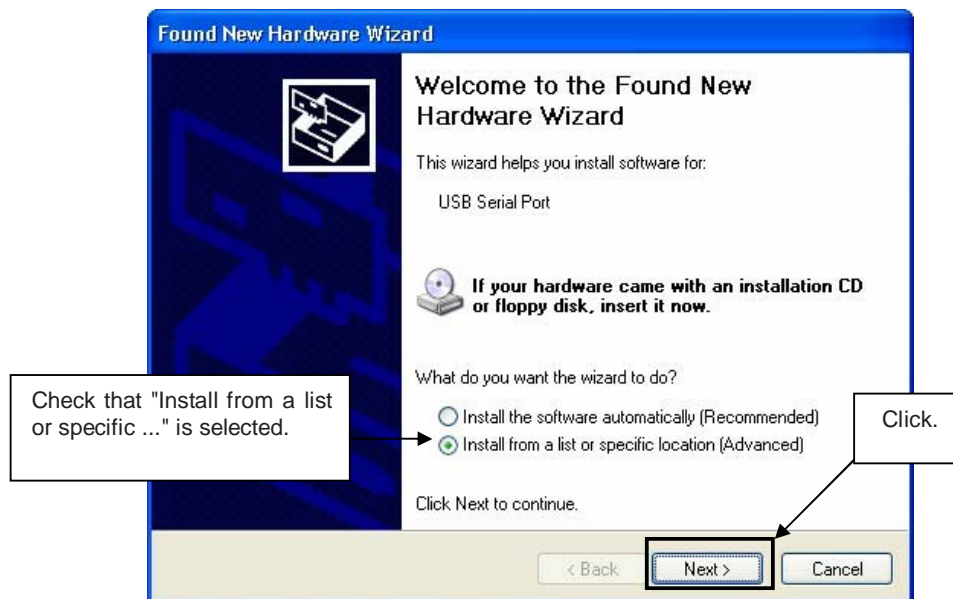 Found New Hardware Wizard
Welcome to the Found New
Hardware Wizard
This wizard helps you install software for:
USB Serial Port
If your hardware came with an installation CD
or floppy disk, insert it now.
What do you want the wizard to do?
Install the software automatically (Recommended)
Install from a list or specific location (Advanced)
Click Next to continue.
< Back
Next >
Cancel
Check that "Install from a list
or specific ..." is selected.
Click.